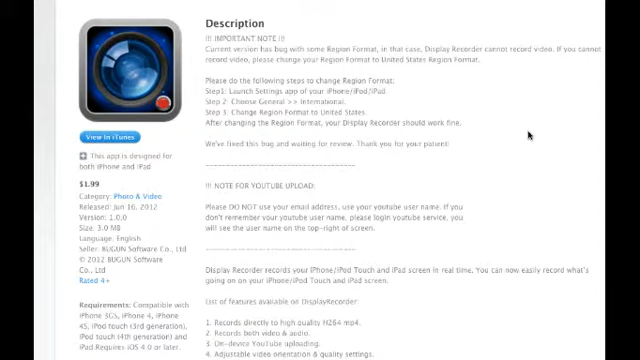 Description
!!! IMPORTANT NOTE !!!
Current version has bug with some Region Format, in that case, Display Recorder cannot record video. If you cannot
record video, please change your Region Format to United States Region Format.
Please do the following steps to change Region Format:
Step1: Launch Settings app of your iPhone/iPod/iPad.
Step 2: Choose General >> International.
Step 3: Change Region Format to United States.
After changing the Region Format, your Display Recorder should work fine.
We've fixed this bug and waiting for review. Thank you for your patient!
----------------------------------------
!!! NOTE FOR YOUTUBE UPLOAD:
Please DO NOT use your email address, use your youtube user name. If you
don't remember your youtube user name, please login youtube service, you
will see the user name on the top-right of screen.
----------------------------------------
Display Recorder records your iPhone/iPod Touch and iPad screen in real time. You can now easily record what's
going on on your iPhone/iPod Touch and iPad screen.
List of features available on DisplayRecorder:
1. Records directly to high quality H264 mp4.
2. Records both video & audio.
3. On-device YouTube uploading.
4. Adjustable video orientation & quality settings.
View In iTunes
This app is designed for
both iPhone and iPad
$1.99
Category: Photo & Video
Released: Jun 16, 2012
Version: 1.0.0
Size: 3.0 MB
Language: English
Seller: BUGUN Software Co., Ltd
© 2012 BUGUN Software
Co., Ltd
Rated 4+
Requirements: Compatible with
iPhone 3GS, iPhone 4, iPhone
4S, iPod touch (3rd generation),
iPod touch (4th generation) and
iPad.Requires iOS 4.0 or later.